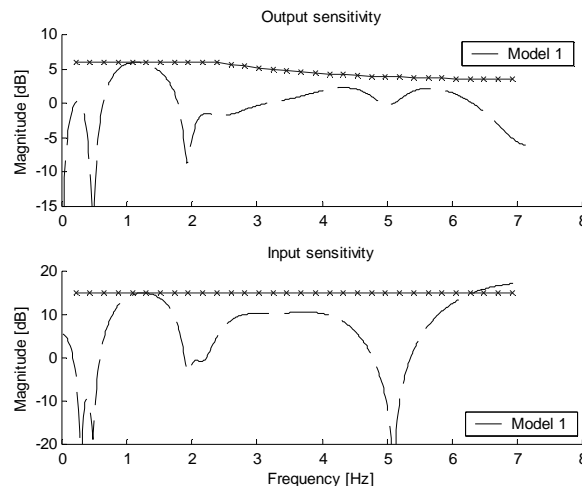 Output sensitivity
Magnitude [dB]
10
5
0
-5
-10
-15
0 1 2 3 4 5 6 7 8
Model 1
Input sensitivity
Magnitude [dB]
20
10
0
-10
-20
0 1 2 3 4 5 6 7 8
Frequency [Hz]
Model 1